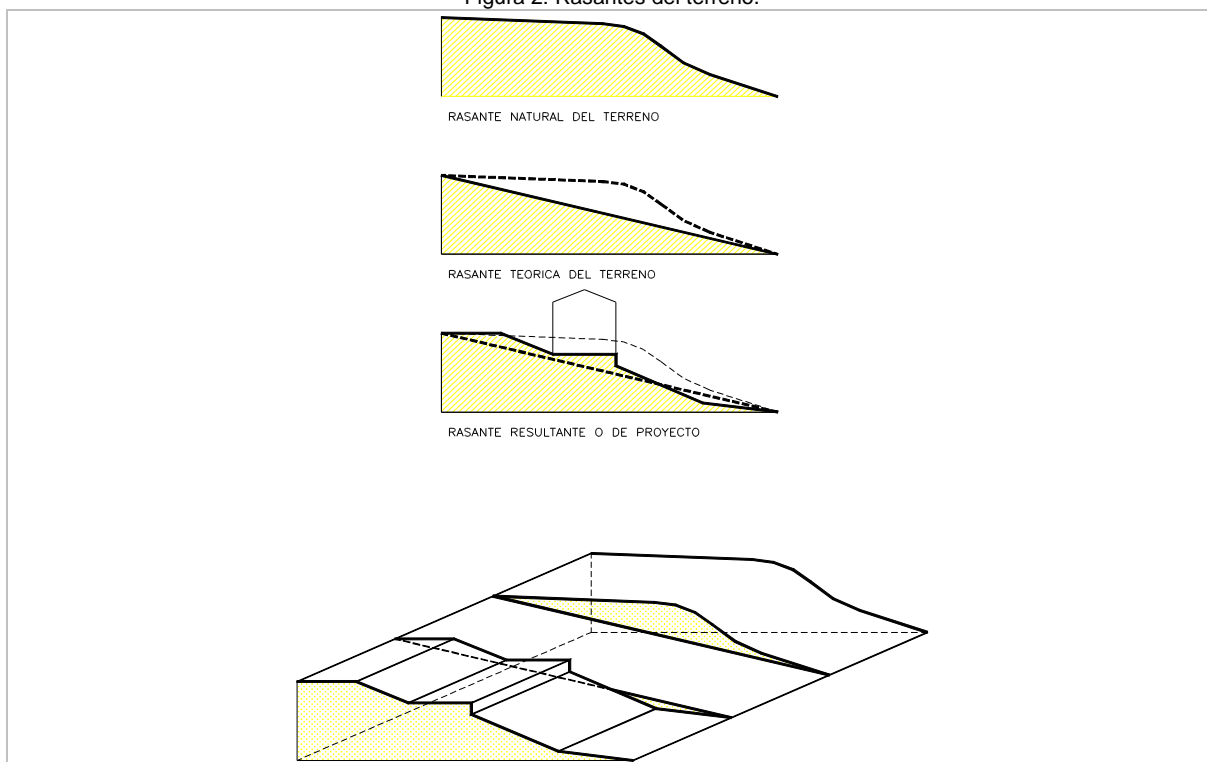 Figura 2. Rasantes del terreno.
RASANTE NATURAL DEL TERRENO
RASANTE TEORICA DEL TERRENO
RASANTE RESULTANTE O DE PROYECTO